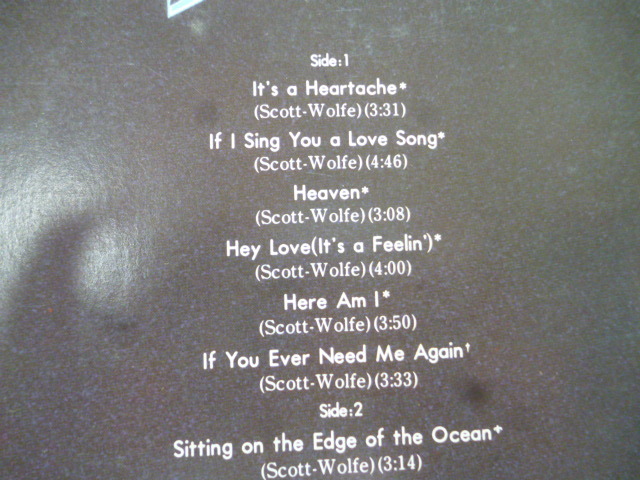 Side:1
It's a Heartache*
(Scott-Wolfe)(3:31)
If I Sing You a Love Song*
(Scott-Wolfe)(4:46)
Heaven*
(Scott-Wolfe)(3:08)
Hey Love(It's a Feelin')*
(Scott-Wolfe)(4:00)
Here Am I*
(Scott-Wolfe)(3:50)
If You Ever Need Me Again†
(Scott-Wolfe)(3:33)
Side:2
Sitting on the Edge of the Ocean+
(Scott-Wolfe)(3:14)